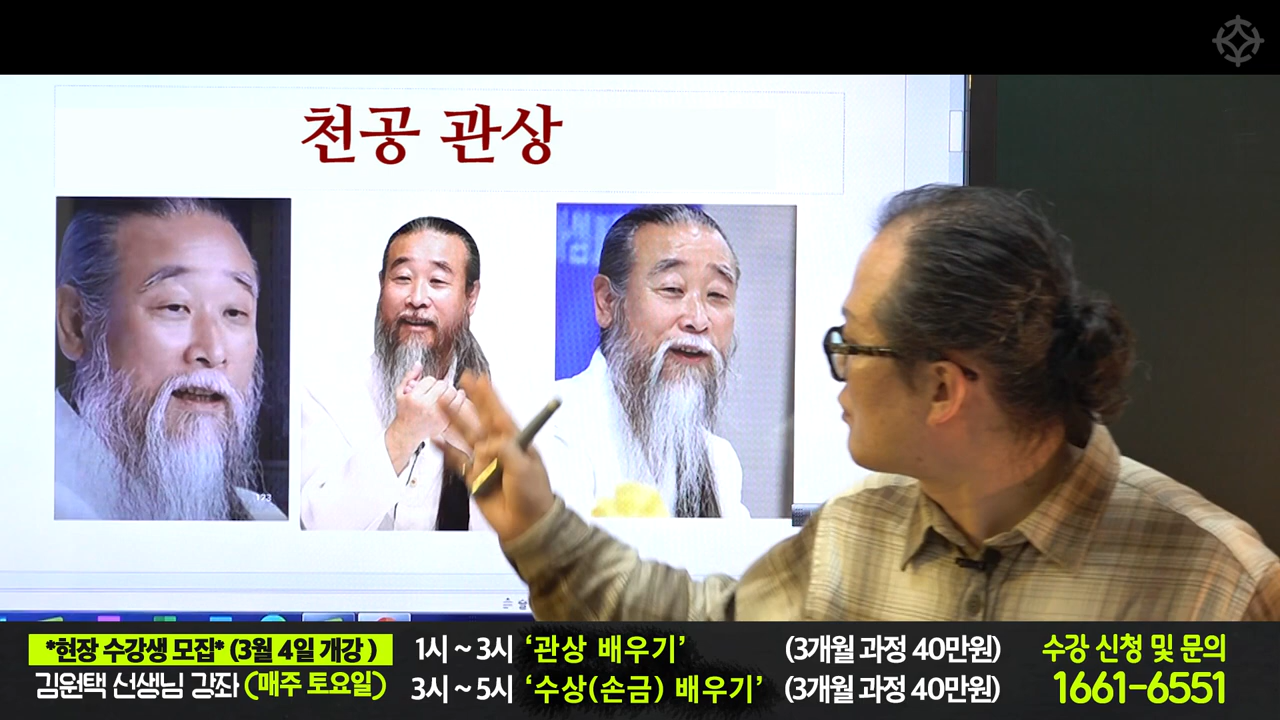 천공 관상
샘
123
*현장 수강생 모집* (3월 4일 개강)
김원택 선생님 강좌 (매주 토요일)
1시 ~ 3시 '관상 배우기' (3개월 과정 40만원)
3시 ~ 5시 '수상(손금) 배우기' (3개월 과정 40만원)
수강 신청 및 문의
1661-6551